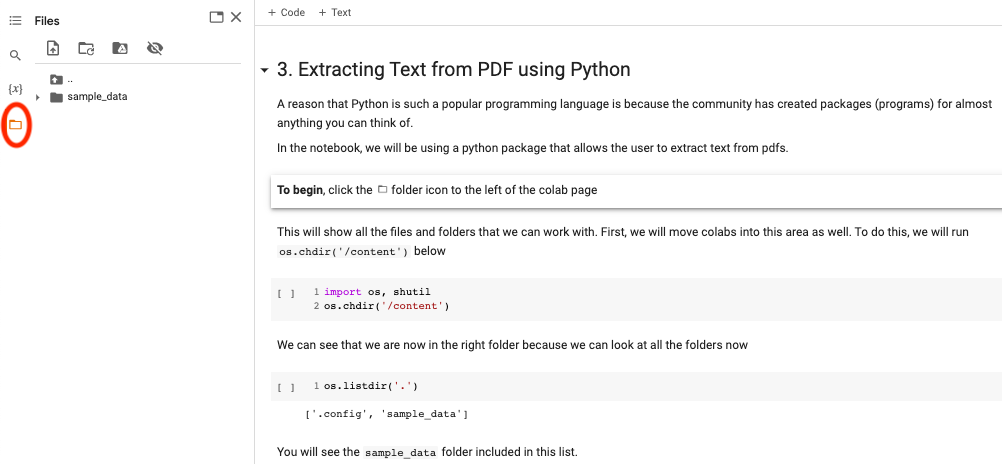 Files
+ Code + Text
{x}
..
sample_data
3. Extracting Text from PDF using Python
A reason that Python is such a popular programming language is because the community has created packages (programs) for almost
anything you can think of.
In the notebook, we will be using a python package that allows the user to extract text from pdfs.
To begin, click the folder icon to the left of the colab page
This will show all the files and folders that we can work with. First, we will move colabs into this area as well. To do this, we will run
os.chdir('/content') below
[ ] 1 import os, shutil
2 os.chdir('/content')
We can see that we are now in the right folder because we can look at all the folders now
[ ] 1 os.listdir('.')
['.config', 'sample_data']
You will see the sample_data folder included in this list.